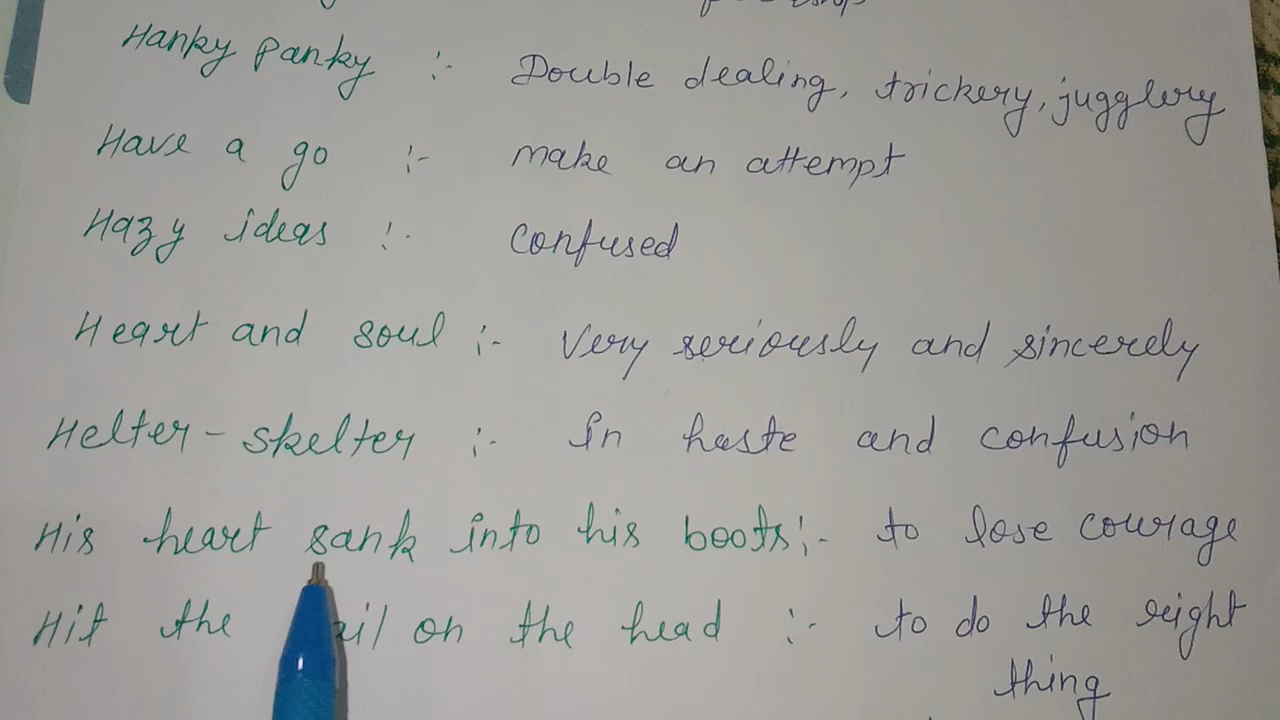 Hanky Panky :- Double dealing, trickery, jugglery
Have a go :- make an attempt
Hazy ideas :- Confused
Heart and soul :- Very seriously and sincerely
Helter-skelter :- In haste and confusion
His heart sank into his boots :- to lose courage
Hit the ail on the head :- to do the right
thing